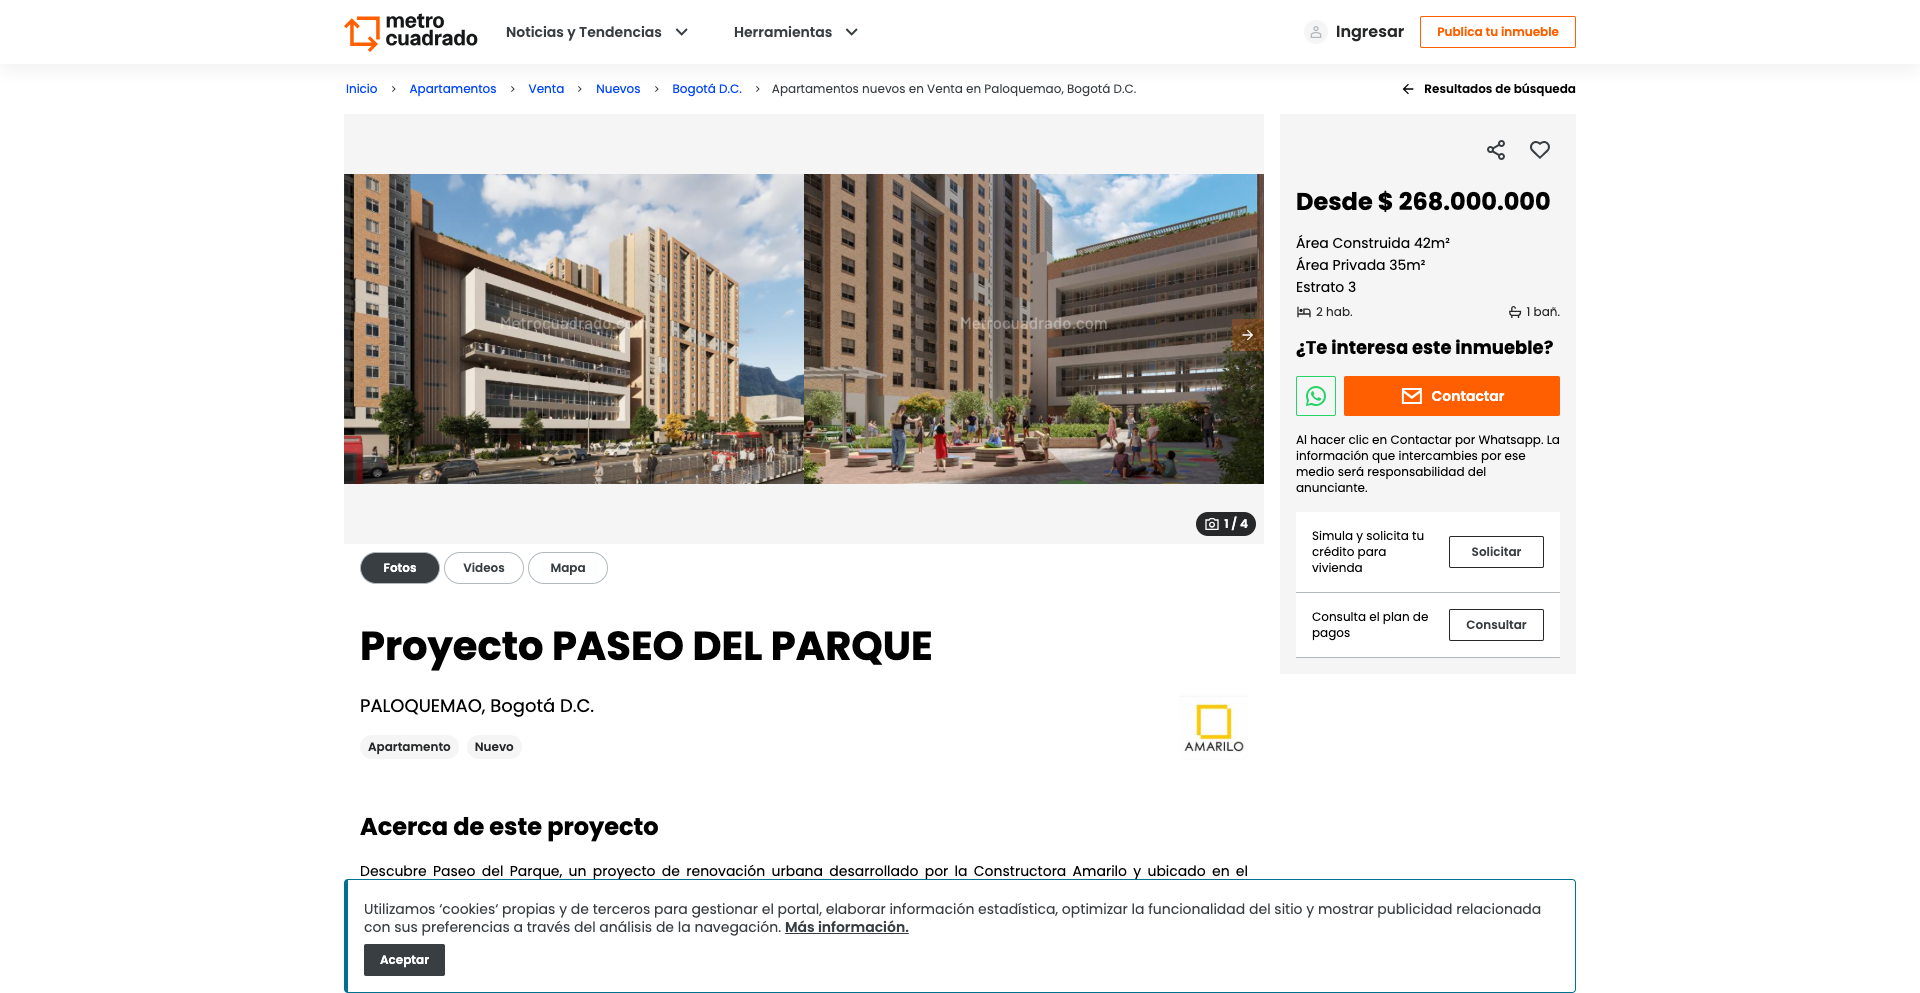 metro
cuadrado
Noticias y Tendencias
Herramientas
Ingresar
Publica tu inmueble
Inicio > Apartamentos > Venta > Nuevos > Bogotá D.C. > Apartamentos nuevos en Venta en Paloquemao, Bogotá D.C.
← Resultados de búsqueda
Metrocuadrado.com
Metrocuadrado.com
1 / 4
Desde $ 268.000.000
Área Construida 42m²
Área Privada 35m²
Estrato 3
2 hab.
1 bañ.
¿Te interesa este inmueble?
Contactar
Al hacer clic en Contactar por Whatsapp. La
información que intercambies por ese
medio será responsabilidad del
anunciante.
Simula y solicita tu
crédito para
vivienda
Solicitar
Consulta el plan de
pagos
Consultar
Fotos
Videos
Mapa
Proyecto PASEO DEL PARQUE
PALOQUEMAO, Bogotá D.C.
Apartamento
Nuevo
AMARILO
Acerca de este proyecto
Descubre Paseo del Parque, un proyecto de renovación urbana desarrollado por la Constructora Amarilo y ubicado en el
Utilizamos ‘cookies’ propias y de terceros para gestionar el portal, elaborar información estadística, optimizar la funcionalidad del sitio y mostrar publicidad relacionada
con sus preferencias a través del análisis de la navegación. Más información.
Aceptar